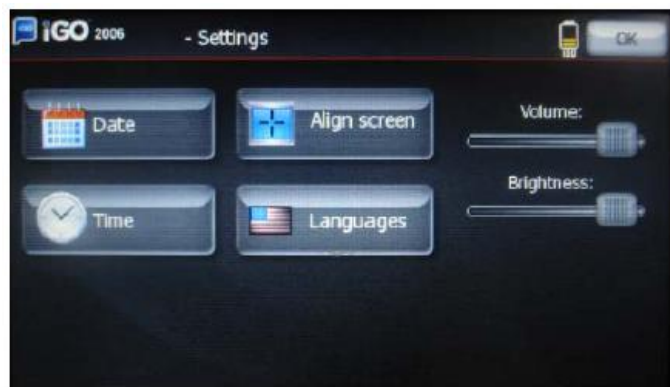 iGO 2006 - Settings OK
Date
Align screen
Volume:
Time
Languages
Brightness: